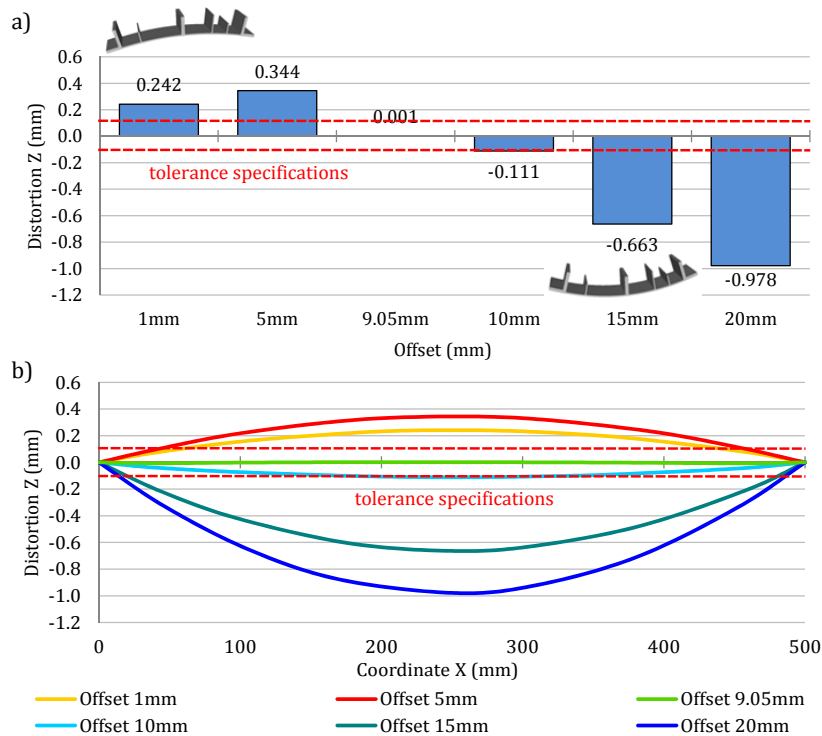 a)
0.6
0.4
0.2
0.0
-0.2
-0.4
-0.6
-0.8
-1.0
-1.2
Distortion Z (mm)
0.242
0.344
0.001
-0.111
-0.663
-0.978
tolerance specifications
1mm 5mm 9.05mm 10mm 15mm 20mm
Offset (mm)
b)
0.6
0.4
0.2
0.0
-0.2
-0.4
-0.6
-0.8
-1.0
-1.2
Distortion Z (mm)
tolerance specifications
0 100 200 300 400 500
Coordinate X (mm)
Offset 1mm Offset 5mm Offset 9.05mm
Offset 10mm Offset 15mm Offset 20mm